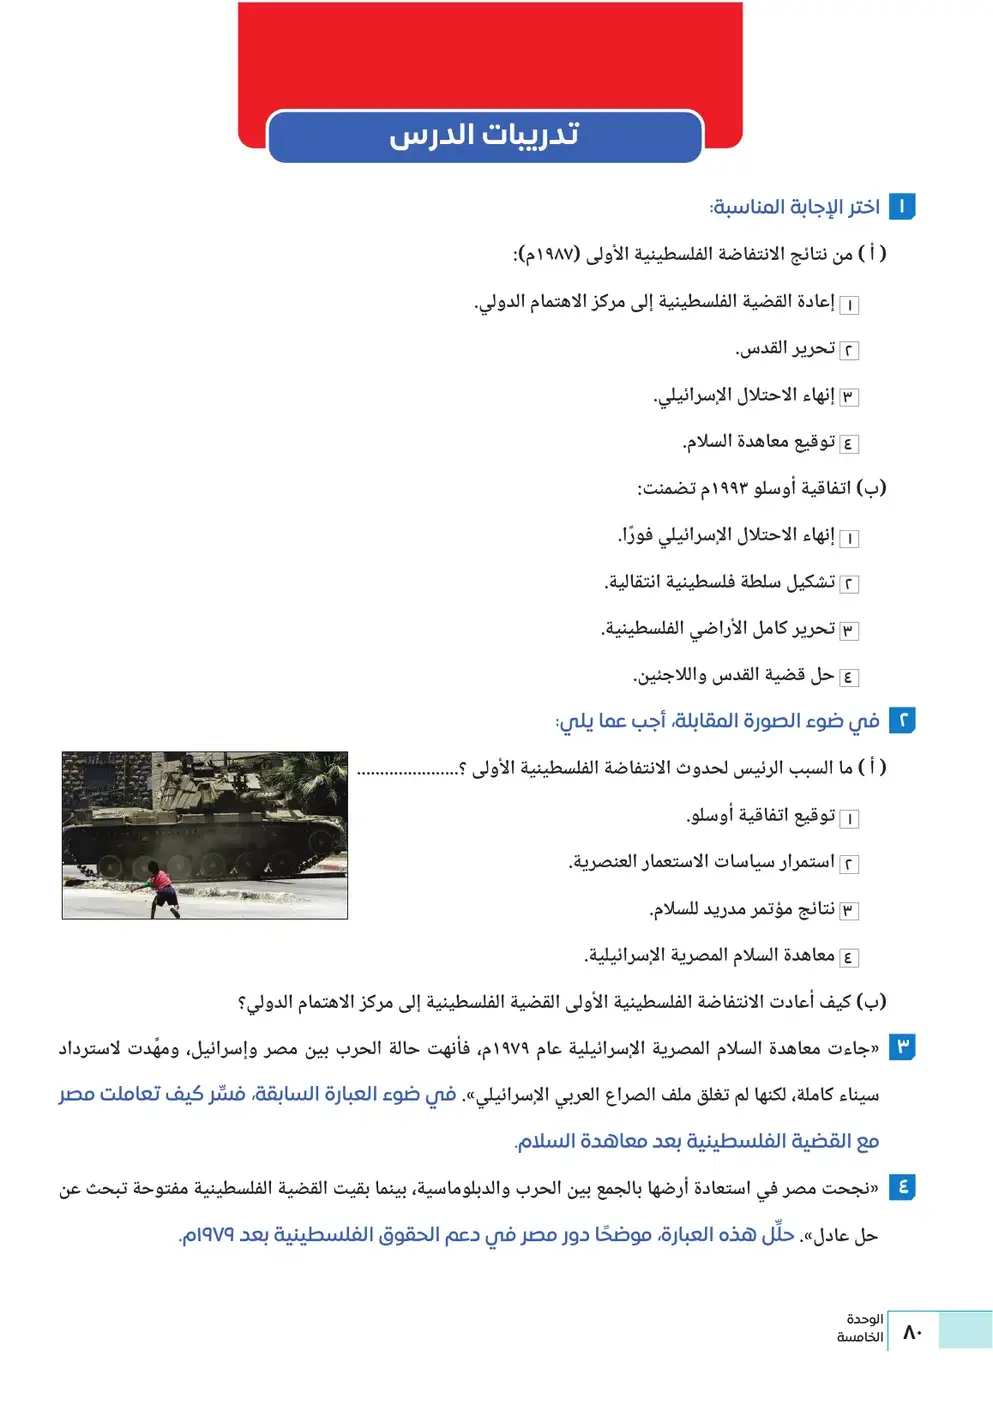 تدريبات الدرس
١ اختر الإجابة المناسبة:
( أ ) من نتائج الانتفاضة الفلسطينية الأولى (١٩٨٧م):
١ إعادة القضية الفلسطينية إلى مركز الاهتمام الدولي.
٢ تحرير القدس.
٣ إنهاء الاحتلال الإسرائيلي.
٤ توقيع معاهدة السلام.
(ب) اتفاقية أوسلو ١٩٩٣م تضمنت:
١ إنهاء الاحتلال الإسرائيلي فورًا.
٢ تشكيل سلطة فلسطينية انتقالية.
٣ تحرير كامل الأراضي الفلسطينية.
٤ حل قضية القدس واللاجئين.
٢ في ضوء الصورة المقابلة، أجب عما يلي:
( أ ) ما السبب الرئيس لحدوث الانتفاضة الفلسطينية الأولى ؟......................
١ توقيع اتفاقية أوسلو.
٢ استمرار سياسات الاستعمار العنصرية.
٣ نتائج مؤتمر مدريد للسلام.
٤ معاهدة السلام المصرية الإسرائيلية.
(ب) كيف أعادت الانتفاضة الفلسطينية الأولى القضية الفلسطينية إلى مركز الاهتمام الدولي؟
٣ «جاءت معاهدة السلام المصرية الإسرائيلية عام ١٩٧٩م، فأنهت حالة الحرب بين مصر وإسرائيل، ومهَّدت لاسترداد
سيناء كاملة، لكنها لم تغلق ملف الصراع العربي الإسرائيلي». في ضوء العبارة السابقة، فسِّر كيف تعاملت مصر
مع القضية الفلسطينية بعد معاهدة السلام.
٤ «نجحت مصر في استعادة أرضها بالجمع بين الحرب والدبلوماسية، بينما بقيت القضية الفلسطينية مفتوحة تبحث عن
حل عادل». حلِّل هذه العبارة، موضحًا دور مصر في دعم الحقوق الفلسطينية بعد ١٩٧٩م.
٨٠ الوحدة
الخامسة